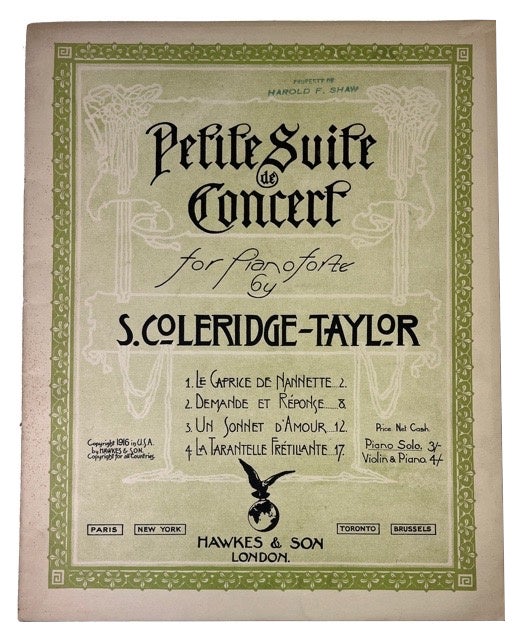 PROPERTY OF
HAROLD F. SHAW
Petite Suite
de
Concert
for Pianoforte
by
S. COLERIDGE-TAYLOR
1. LE CAPRICE DE NANNETTE.. 2.
2. DEMANDE ET RÉPONSE..... 8.
3. UN SONNET D'AMOUR... 12.
4. LA TARANTELLE FRÉTILLANTE. 17.
Copyright 1916 in U.S.A.
by HAWKES & SON.
Copyright for all Countries.
Price Net Cash.
Piano Solo, 3/-
Violin & Piano. 4/-
PARIS
NEW YORK
TORONTO
BRUSSELS
HAWKES & SON
LONDON.